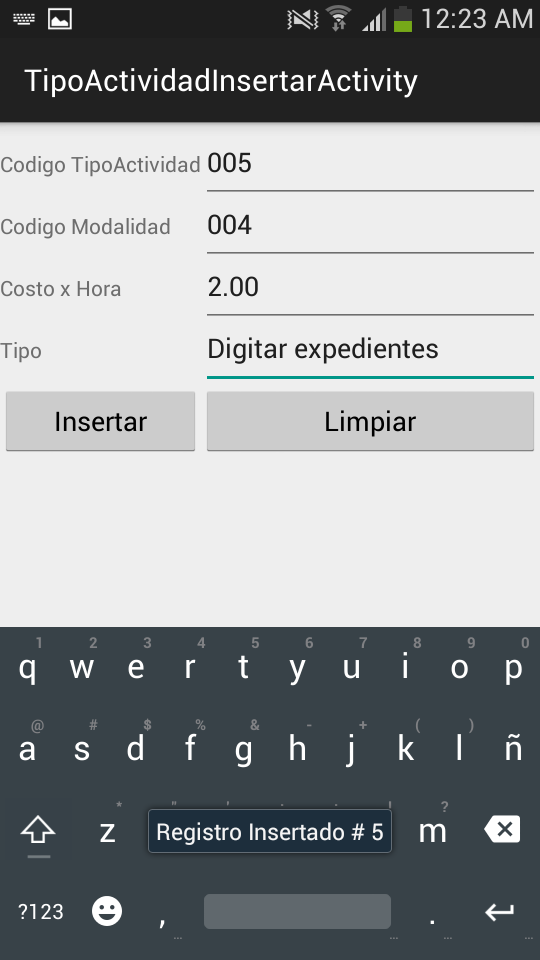 12:23 AM
TipoActividadInsertarActivity
Codigo TipoActividad 005
Codigo Modalidad 004
Costo x Hora 2.00
Tipo Digitar expedientes
Insertar Limpiar
1 2 3 4 5 6 7 8 9 0
q w e r t y u i o p
@ # $ % & - + ( )
a s d f g h j k l ñ
* ?
z Registro Insertado # 5 m
?123 , .